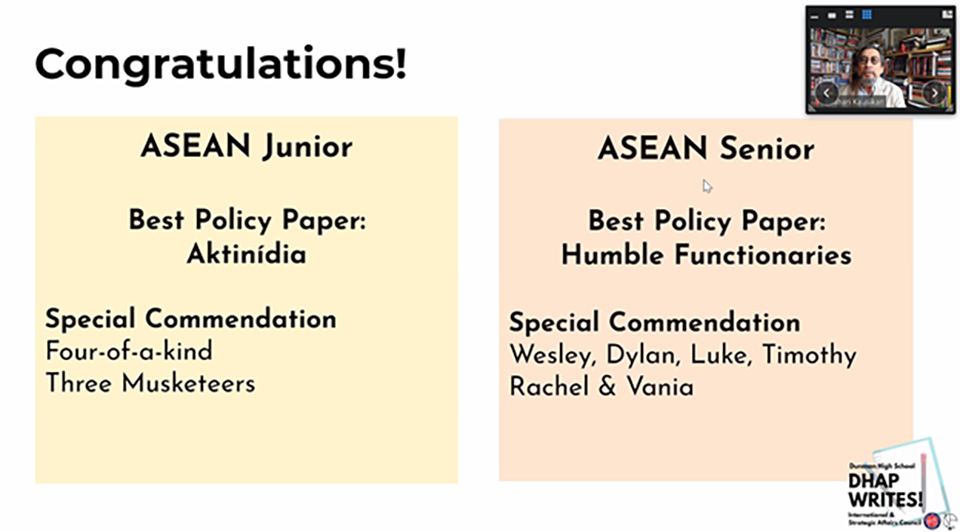 Congratulations!
ASEAN Junior
Best Policy Paper:
Aktinídia
Special Commendation
Four-of-a-kind
Three Musketeers
ASEAN Senior
Best Policy Paper:
Humble Functionaries
Special Commendation
Wesley, Dylan, Luke, Timothy
Rachel & Vania
Dunman High School
DHAP
WRITES!
International &
Strategic Affairs Council